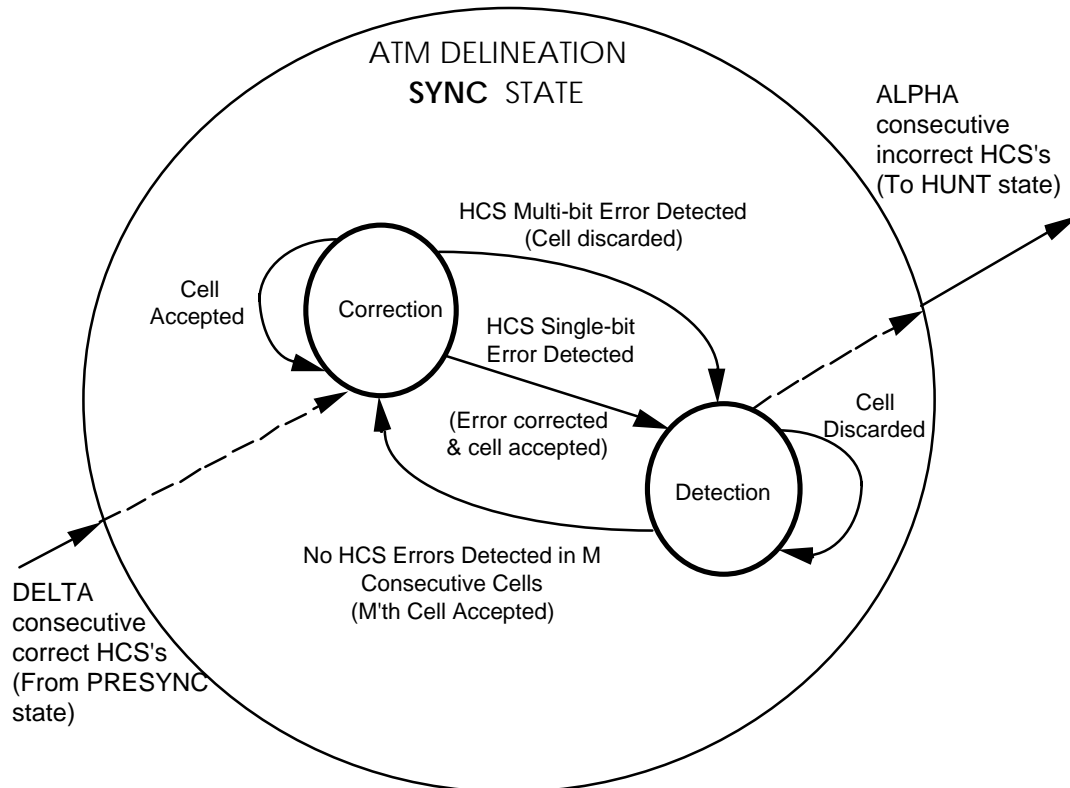 ATM DELINEATION
SYNC STATE
ALPHA
consecutive
incorrect HCS's
(To HUNT state)
HCS Multi-bit Error Detected
(Cell discarded)
Cell
Accepted
Correction
HCS Single-bit
Error Detected
(Error corrected
& cell accepted)
Cell
Discarded
Detection
No HCS Errors Detected in M
Consecutive Cells
(M'th Cell Accepted)
DELTA
consecutive
correct HCS's
(From PRESYNC
state)